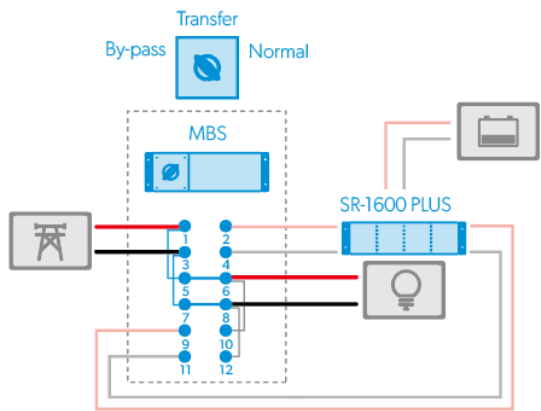 Transfer
By-pass
Normal
MBS
SR-1600 PLUS
1 2
3 4
5 6
7 8
9 10
11 12